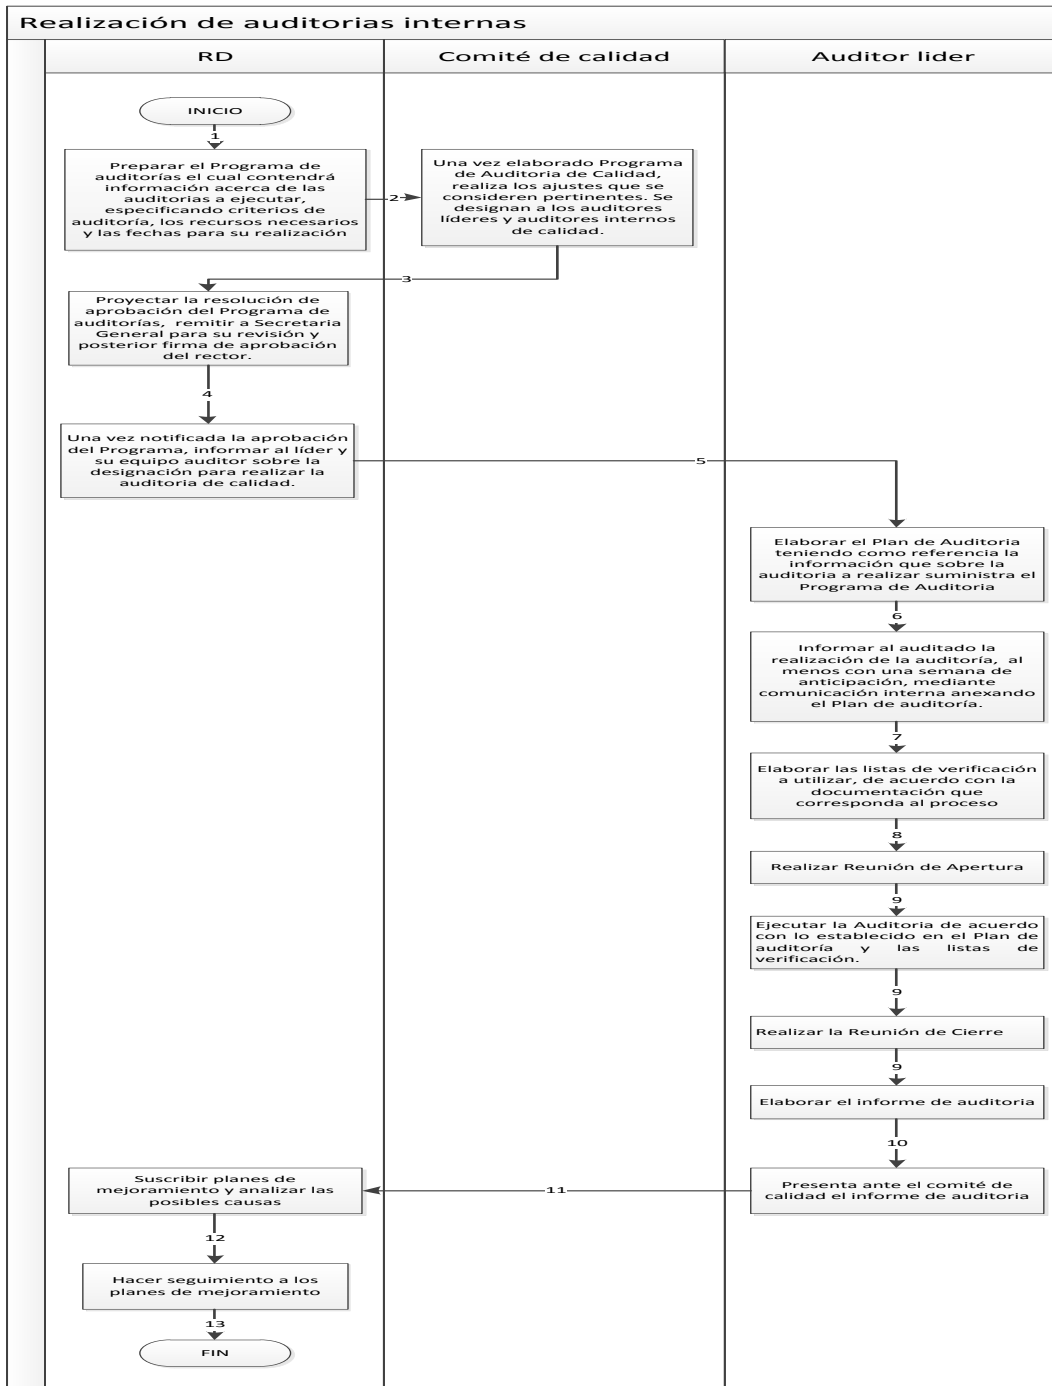 Realización de auditorias internas
RD
Comité de calidad
Auditor lider
INICIO
1
Preparar el Programa de
auditorías el cual contendrá
información acerca de las
auditorias a ejecutar,
especificando criterios de
auditoría, los recursos necesarios
y las fechas para su realización
2
Una vez elaborado Programa
de Auditoria de Calidad,
realiza los ajustes que se
consideren pertinentes. Se
designan a los auditores
líderes y auditores internos
de calidad.
3
Proyectar la resolución de
aprobación del Programa de
auditorías, remitir a Secretaria
General para su revisión y
posterior firma de aprobación
del rector.
4
Una vez notificada la aprobación
del Programa, informar al líder y
su equipo auditor sobre la
designación para realizar la
auditoria de calidad.
5
Elaborar el Plan de Auditoria
teniendo como referencia la
información que sobre la
auditoria a realizar suministra el
Programa de Auditoria
6
Informar al auditado la
realización de la auditoría, al
menos con una semana de
anticipación, mediante
comunicación interna anexando
el Plan de auditoría.
7
Elaborar las listas de verificación
a utilizar, de acuerdo con la
documentación que
corresponda al proceso
8
Realizar Reunión de Apertura
9
Ejecutar la Auditoria de acuerdo
con lo establecido en el Plan de
auditoría y las listas de
verificación.
9
Realizar la Reunión de Cierre
9
Elaborar el informe de auditoria
10
Presenta ante el comité de
calidad el informe de auditoria
11
Suscribir planes de
mejoramiento y analizar las
posibles causas
12
Hacer seguimiento a los
planes de mejoramiento
13
FIN